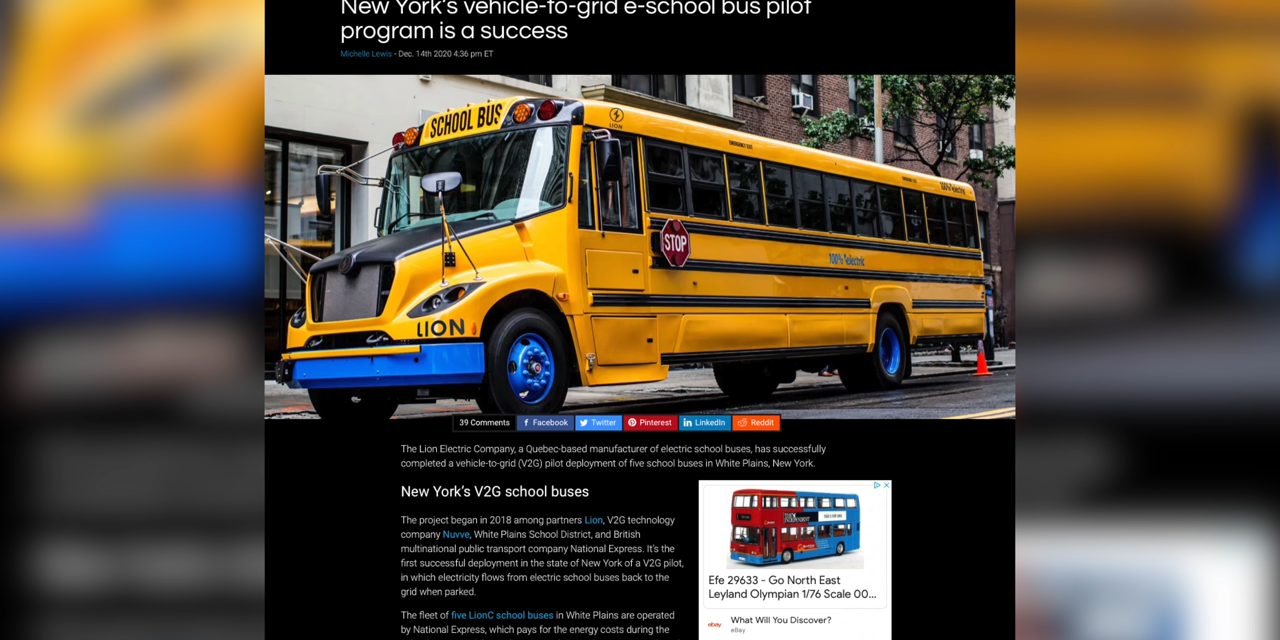 New York's vehicle-to-grid e-school bus pilot
program is a success
Michelle Lewis - Dec. 14th 2020 4:36 pm ET
SCHOOL BUS
LION
EMERGENCY EXIT
100% electric
STOP
100% electric
LION
39 Comments
Facebook
Twitter
Pinterest
LinkedIn
Reddit
The Lion Electric Company, a Quebec-based manufacturer of electric school buses, has successfully
completed a vehicle-to-grid (V2G) pilot deployment of five school buses in White Plains, New York.
New York's V2G school buses
The project began in 2018 among partners Lion, V2G technology
company Nuvve, White Plains School District, and British
multinational public transport company National Express. It's the
first successful deployment in the state of New York of a V2G pilot,
in which electricity flows from electric school buses back to the
grid when parked.
The fleet of five LionC school buses in White Plains are operated
by National Express, which pays for the energy costs during the
Efe 29633 - Go North East
Leyland Olympian 1/76 Scale 00...
ebay
What Will You Discover?
eBay